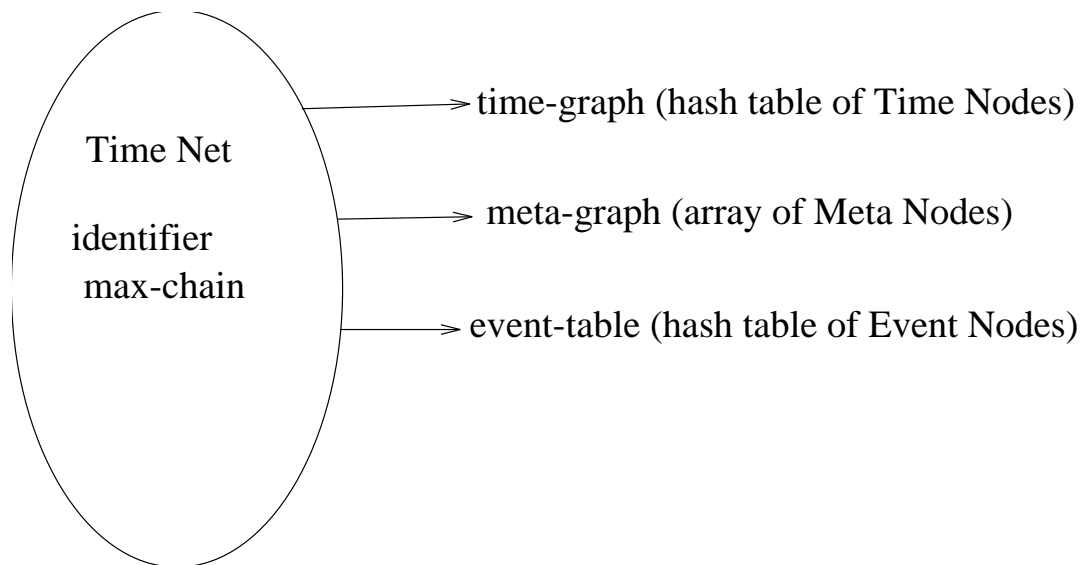 Time Net
identifier
max-chain
time-graph (hash table of Time Nodes)
meta-graph (array of Meta Nodes)
event-table (hash table of Event Nodes)